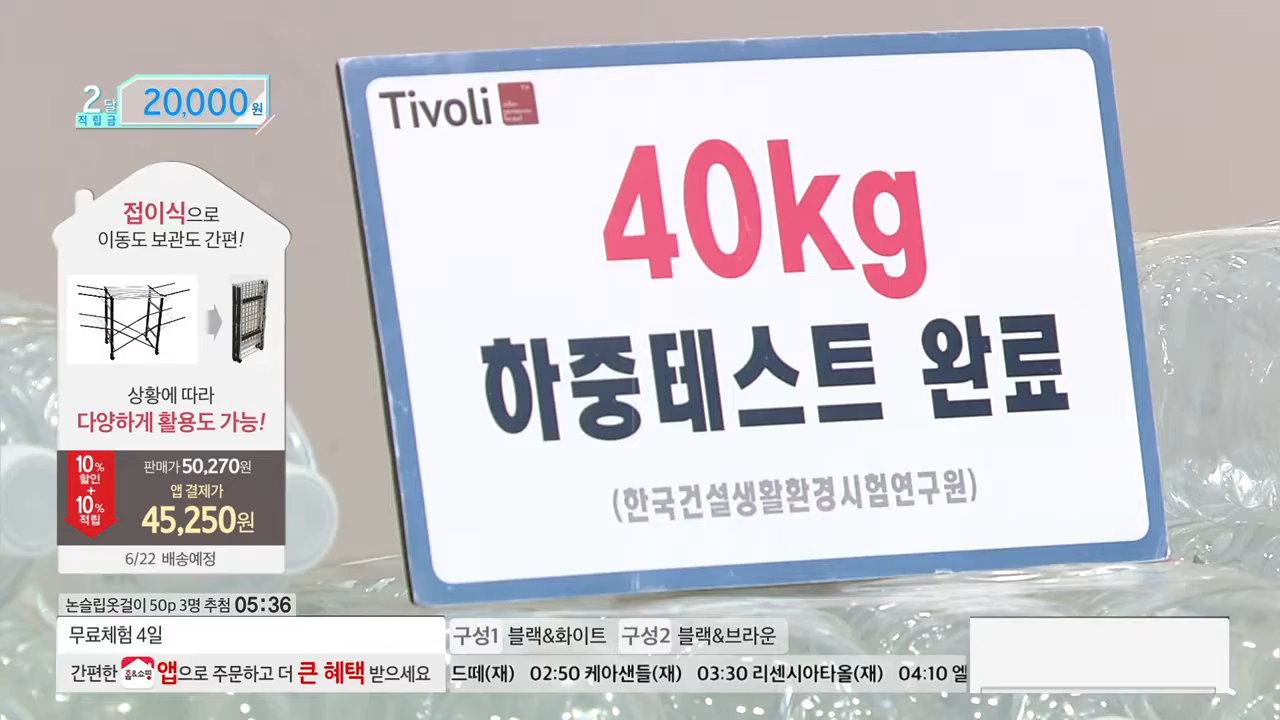 2달
적립금
20,000원
접이식으로
이동도 보관도 간편!
상황에 따라
다양하게 활용도 가능!
10%
할인
+
10%
적립
판매가 50,270원
앱 결제가
45,250원
6/22 배송예정
논슬립옷걸이 50p 3명 추첨 05:36
무료체험 4일
간편한 홈&쇼핑 앱으로 주문하고 더 큰 혜택 받으세요
구성1 블랙&화이트 구성2 블랙&브라운
드떼(재) 02:50 케아샌들(재) 03:30 리센시아타올(재) 04:10 엘
Tivoli
40kg
하중테스트 완료
(한국건설생활환경시험연구원)